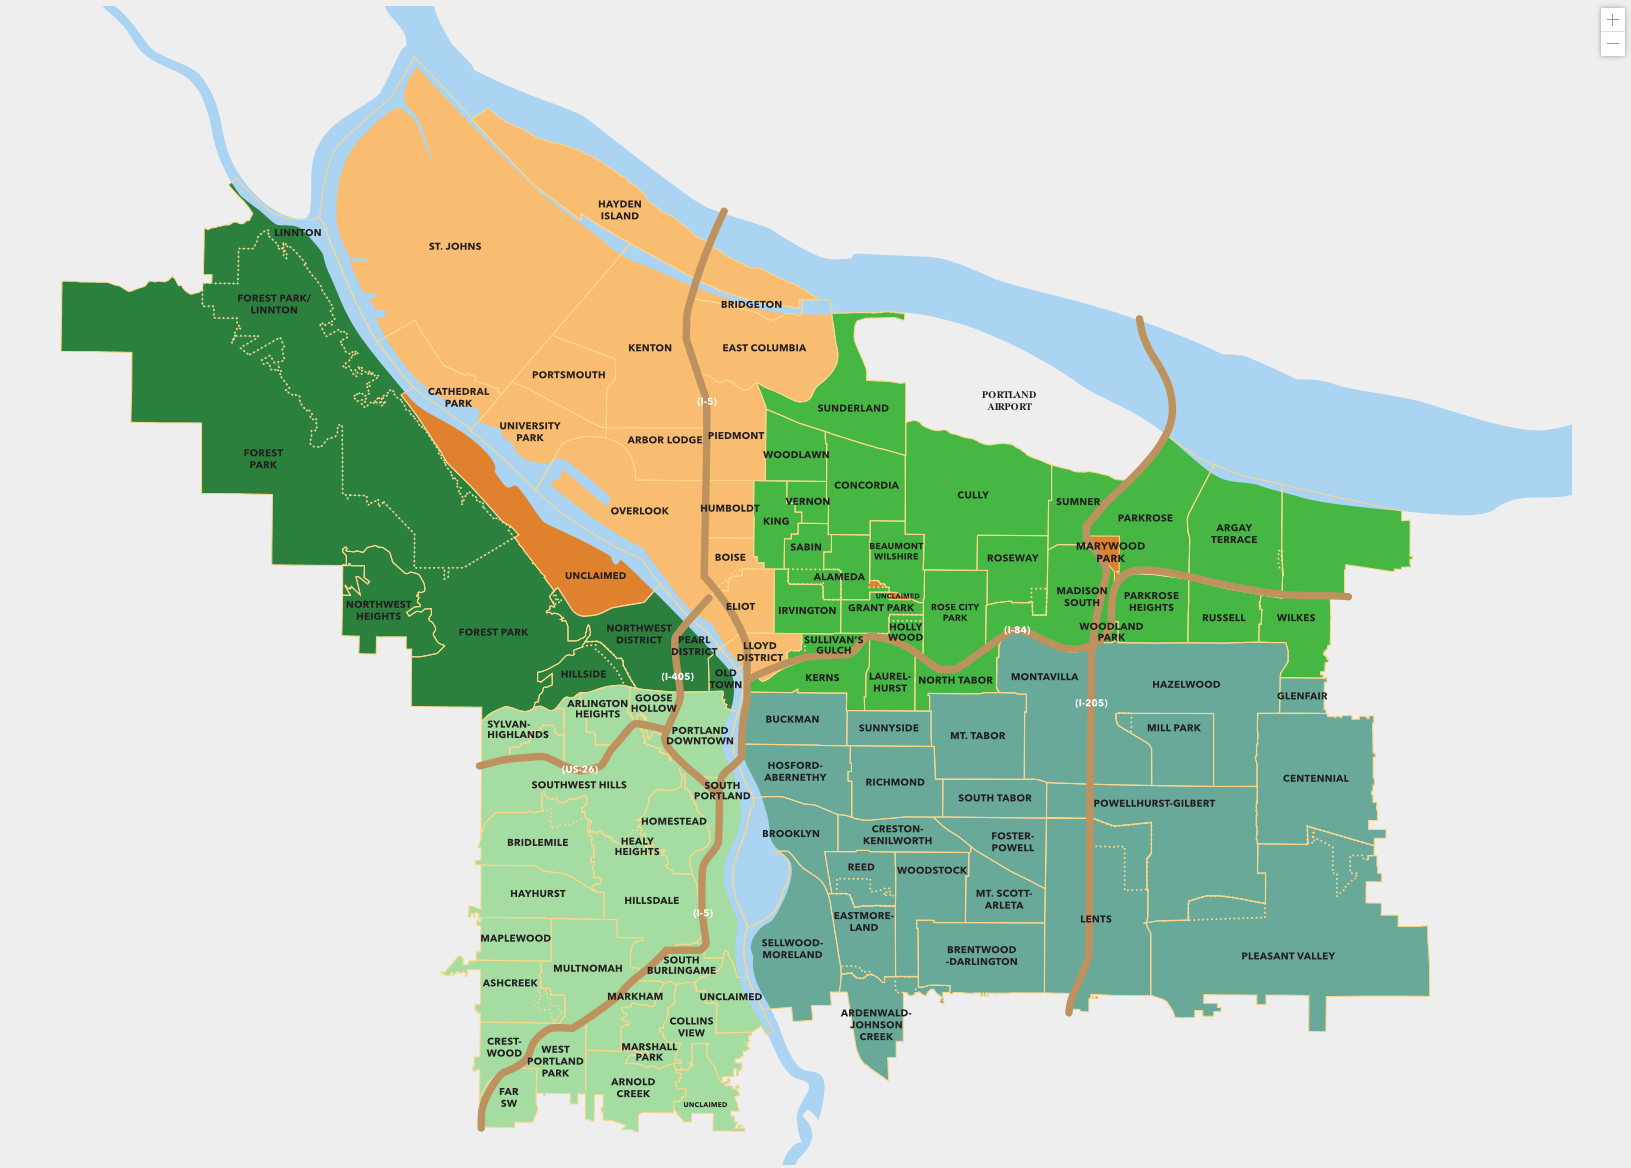 +
−
HAYDEN
ISLAND
LINNTON
ST. JOHNS
FOREST PARK/
LINNTON
BRIDGETON
KENTON
EAST COLUMBIA
PORTSMOUTH
CATHEDRAL
PARK
(I-5)
PORTLAND
AIRPORT
SUNDERLAND
UNIVERSITY
PARK
ARBOR LODGE
PIEDMONT
WOODLAWN
FOREST
PARK
CONCORDIA
CULLY
SUMNER
VERNON
OVERLOOK
HUMBOLDT
KING
PARKROSE
ARGAY
TERRACE
SABIN
BEAUMONT
WILSHIRE
BOISE
ROSEWAY
MARYWOOD
PARK
UNCLAIMED
ALAMEDA
UNCLAIMED
MADISON
SOUTH
PARKROSE
HEIGHTS
NORTHWEST
HEIGHTS
ELIOT
IRVINGTON
GRANT PARK
ROSE CITY
PARK
RUSSELL
WILKES
FOREST PARK
NORTHWEST
DISTRICT
PEARL
DISTRICT
HOLLY
WOOD
(I-84)
WOODLAND
PARK
LLOYD
DISTRICT
SULLIVAN'S
GULCH
HILLSIDE
(I-405)
OLD
TOWN
KERNS
LAUREL-
HURST
NORTH TABOR
MONTAVILLA
HAZELWOOD
GLENFAIR
ARLINGTON
HEIGHTS
GOOSE
HOLLOW
(I-205)
SYLVAN-
HIGHLANDS
PORTLAND
DOWNTOWN
BUCKMAN
SUNNYSIDE
MT. TABOR
MILL PARK
(US-26)
SOUTHWEST HILLS
SOUTH
PORTLAND
HOSFORD-
ABERNETHY
RICHMOND
CENTENNIAL
SOUTH TABOR
POWELLHURST-GILBERT
HOMESTEAD
BROOKLYN
CRESTON-
KENILWORTH
FOSTER-
POWELL
BRIDLEMILE
HEALY
HEIGHTS
REED
WOODSTOCK
HAYHURST
HILLSDALE
MT. SCOTT-
ARLETA
(I-5)
EASTMORE-
LAND
LENTS
MAPLEWOOD
SELLWOOD-
MORELAND
BRENTWOOD
-DARLINGTON
PLEASANT VALLEY
MULTNOMAH
SOUTH
BURLINGAME
ASHCREEK
MARKHAM
UNCLAIMED
ARDENWALD-
JOHNSON
CREEK
COLLINS
VIEW
CREST-
WOOD
WEST
PORTLAND
PARK
MARSHALL
PARK
FAR
SW
ARNOLD
CREEK
UNCLAIMED